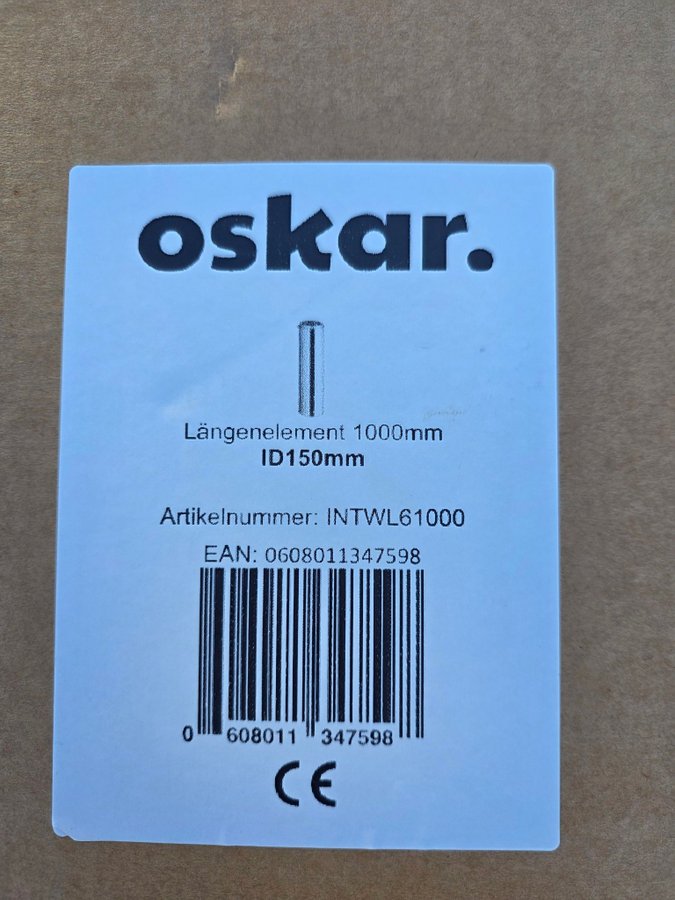 oskar.
Längenelement 1000mm
ID150mm
Artikelnummer: INTWL61000
EAN: 0608011347598
0 608011 347598
CE